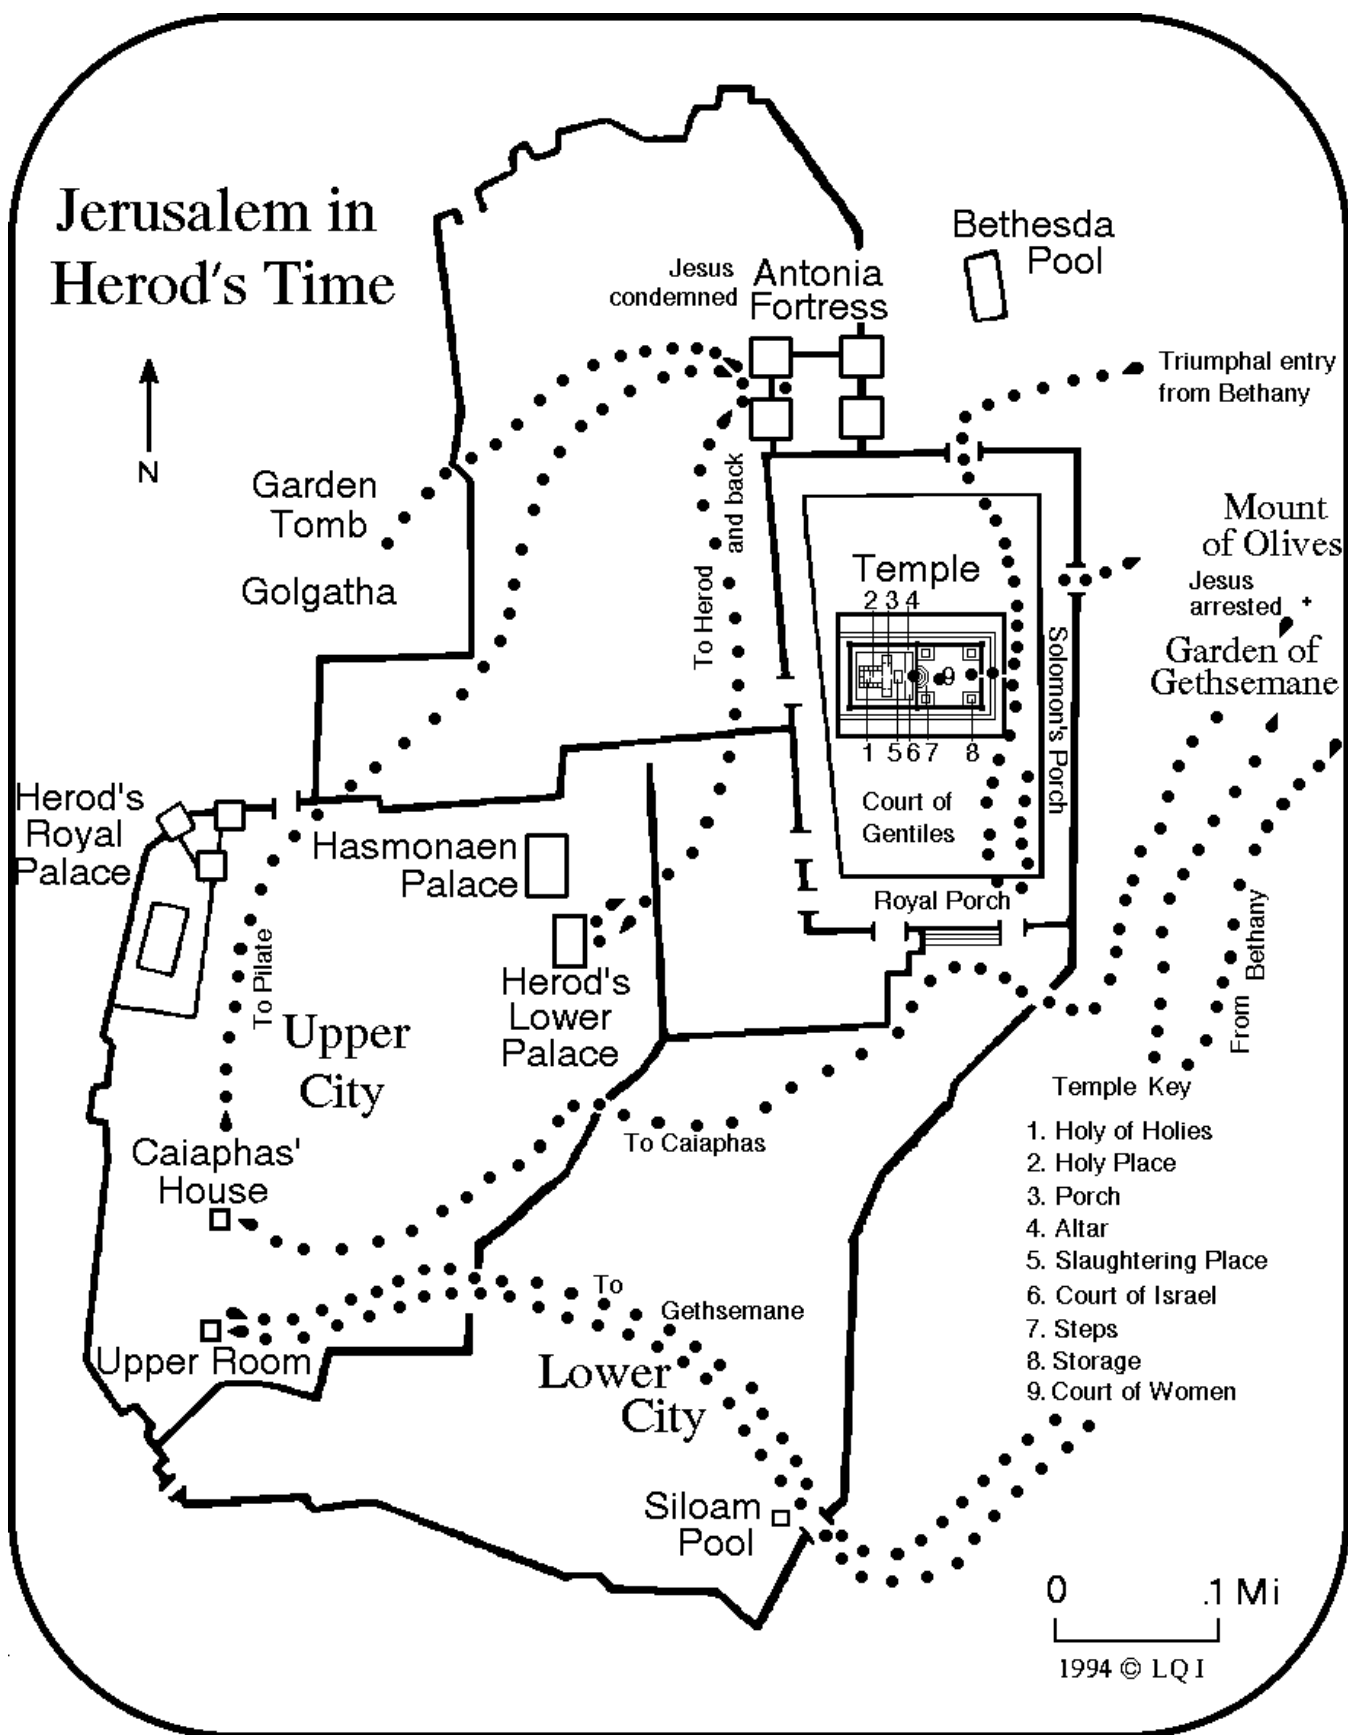 Jerusalem in
Herod's Time
N
Bethesda
Pool
Jesus
condemned
Antonia
Fortress
Triumphal entry
from Bethany
Garden
Tomb
Golgatha
To Herod
and back
Mount
of Olives
Jesus
arrested
Garden of
Gethsemane
Temple
2 3 4
9
1 5 6 7 8
Solomon's Porch
Court of
Gentiles
Royal Porch
Herod's
Royal
Palace
Hasmonaen
Palace
Herod's
Lower
Palace
To Pilate
Upper
City
From Bethany
Caiaphas'
House
To Caiaphas
Temple Key
1. Holy of Holies
2. Holy Place
3. Porch
4. Altar
5. Slaughtering Place
6. Court of Israel
7. Steps
8. Storage
9. Court of Women
To
Gethsemane
Upper Room
Lower
City
Siloam
Pool
0 .1 Mi
1994 © LQI